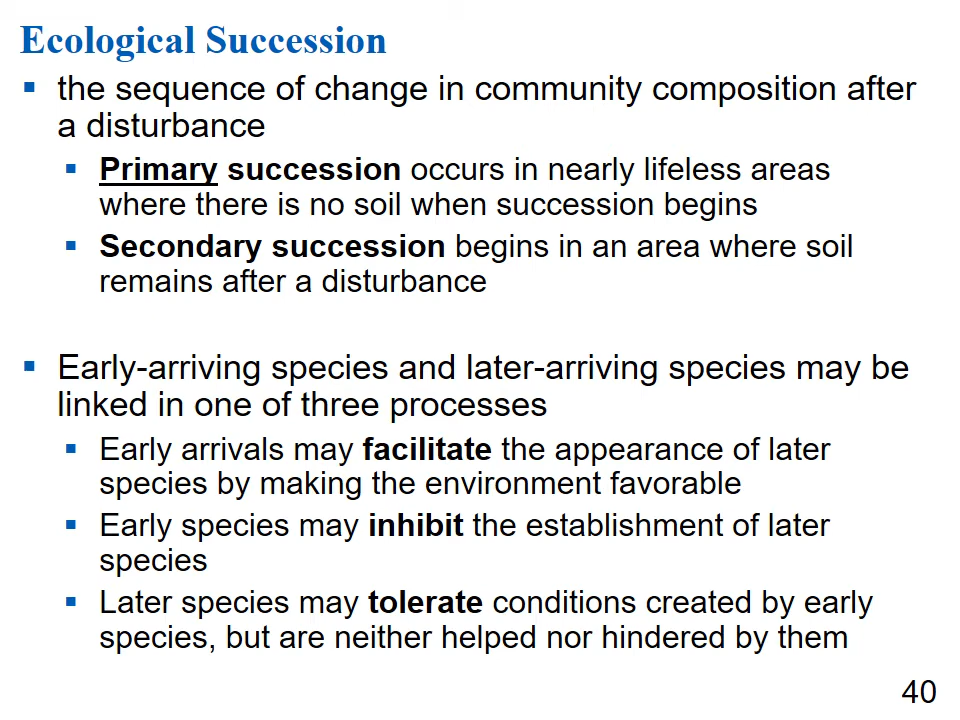 Ecological Succession
▪ the sequence of change in community composition after
a disturbance
▪ Primary succession occurs in nearly lifeless areas
where there is no soil when succession begins
▪ Secondary succession begins in an area where soil
remains after a disturbance
▪ Early-arriving species and later-arriving species may be
linked in one of three processes
▪ Early arrivals may facilitate the appearance of later
species by making the environment favorable
▪ Early species may inhibit the establishment of later
species
▪ Later species may tolerate conditions created by early
species, but are neither helped nor hindered by them
40